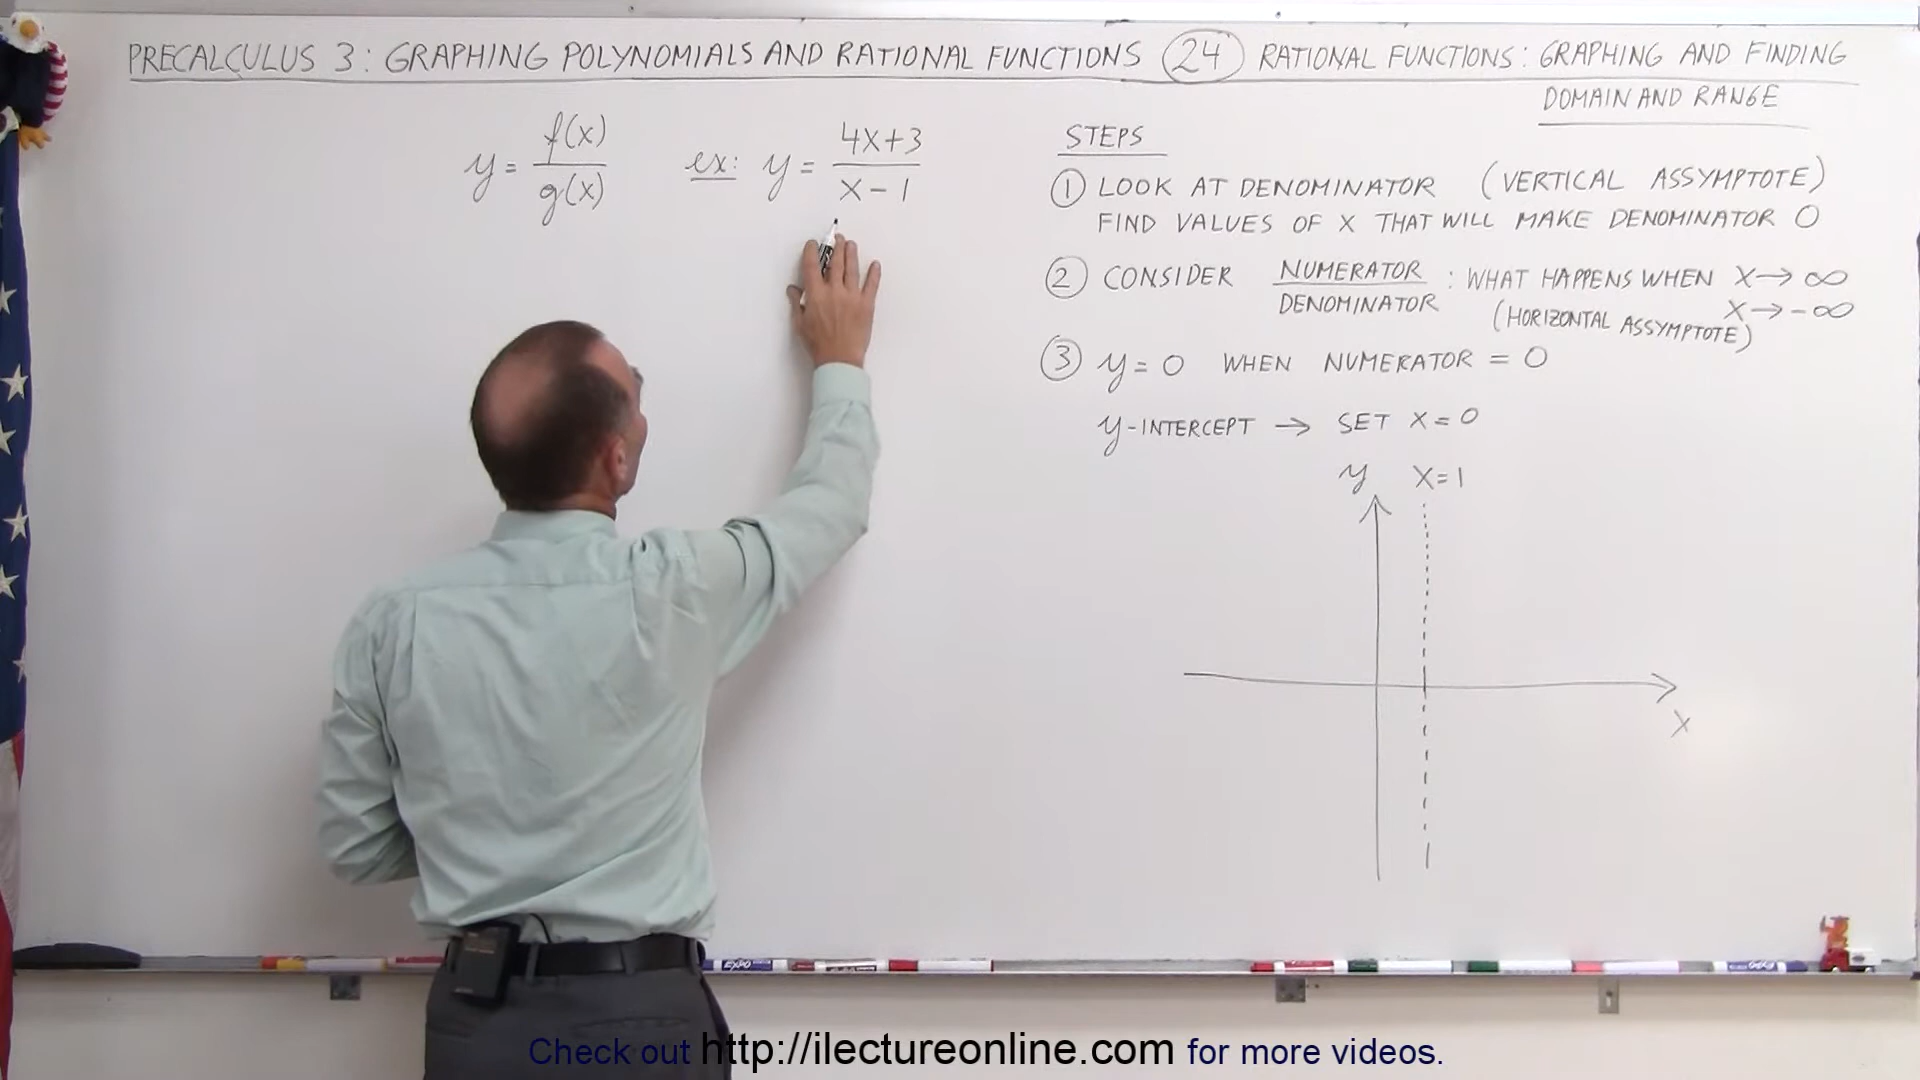 PRECALCULUS 3: GRAPHING POLYNOMIALS AND RATIONAL FUNCTIONS 24 RATIONAL FUNCTIONS: GRAPHING AND FINDING
DOMAIN AND RANGE
y = f(x)/g(x) ex: y = 4x+3/x-1
STEPS
1 LOOK AT DENOMINATOR (VERTICAL ASSYMPTOTE)
FIND VALUES OF X THAT WILL MAKE DENOMINATOR 0
2 CONSIDER NUMERATOR/DENOMINATOR : WHAT HAPPENS WHEN X→∞
X→-∞
(HORIZONTAL ASSYMPTOTE)
3 y=0 WHEN NUMERATOR = 0
y-INTERCEPT → SET X=0
y X=1
X
EXPO
Check out http://ilectureonline.com for more videos.